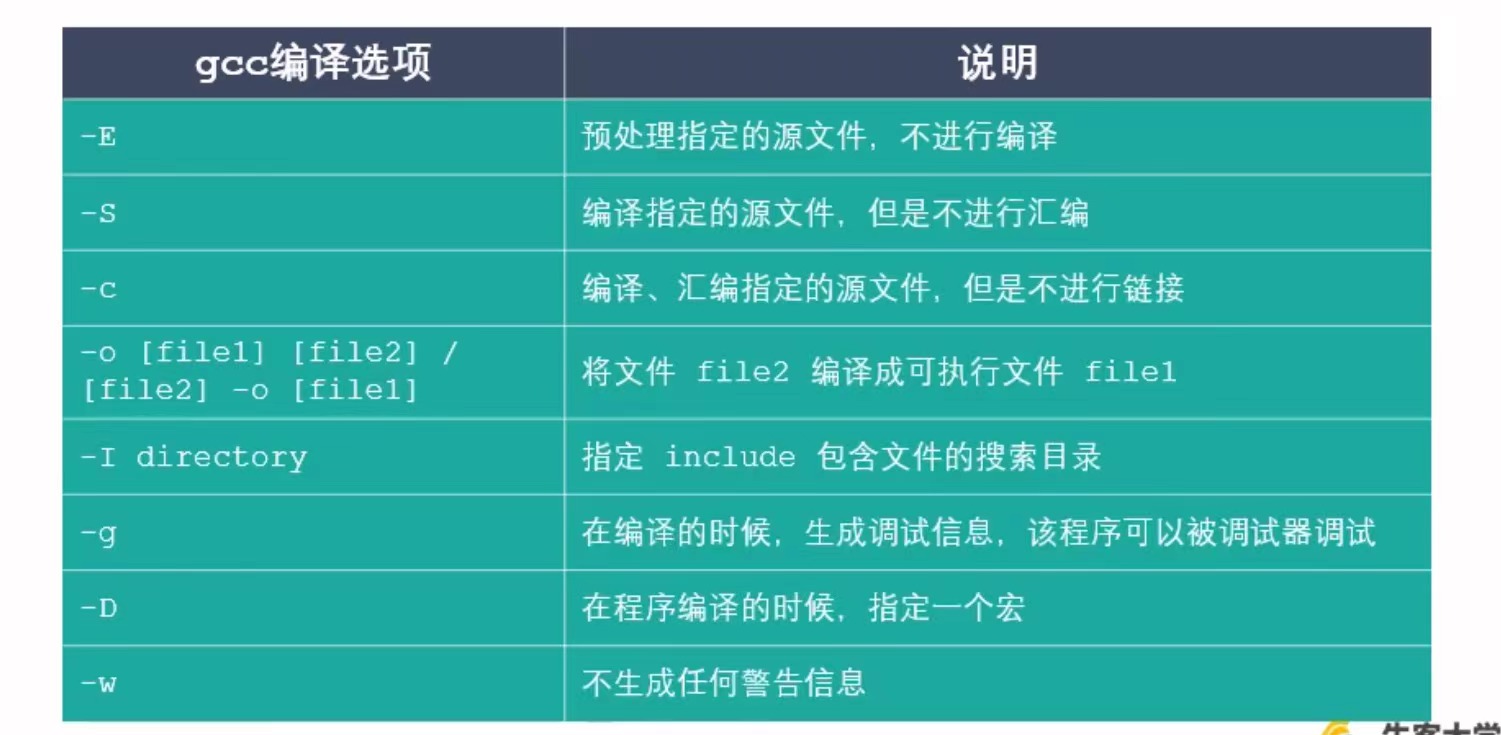 gcc编译选项
说明
-E
预处理指定的源文件，不进行编译
-S
编译指定的源文件，但是不进行汇编
-c
编译、汇编指定的源文件，但是不进行链接
-o [file1] [file2] /
[file2] -o [file1]
将文件 file2 编译成可执行文件 file1
-I directory
指定 include 包含文件的搜索目录
-g
在编译的时候，生成调试信息，该程序可以被调试器调试
-D
在程序编译的时候，指定一个宏
-w
不生成任何警告信息